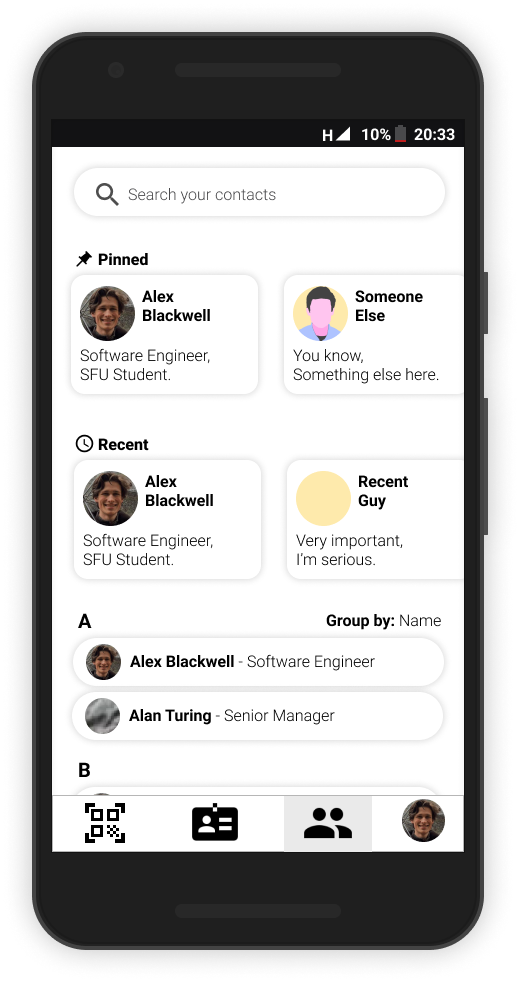 H 10% 20:33
Search your contacts
Pinned
Alex
Blackwell
Software Engineer,
SFU Student.
Someone
Else
You know,
Something else here.
Recent
Alex
Blackwell
Software Engineer,
SFU Student.
Recent
Guy
Very important,
I'm serious.
A
Group by: Name
Alex Blackwell - Software Engineer
Alan Turing - Senior Manager
B